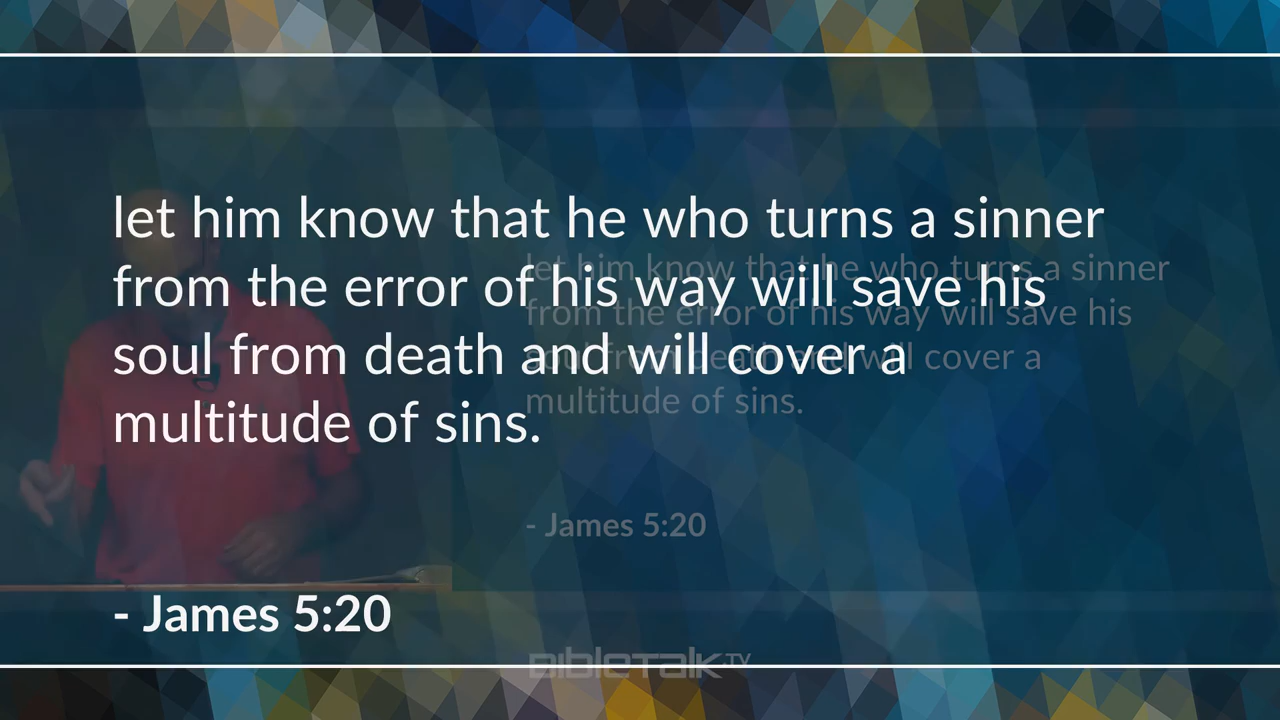 let him know that he who turns a sinner
from the error of his way will save his
soul from death and will cover a
multitude of sins.
- James 5:20
let him know that he who turns a sinner
from the error of his way will save his
soul from death and will cover a
multitude of sins.
- James 5:20
BibleTalk.TV